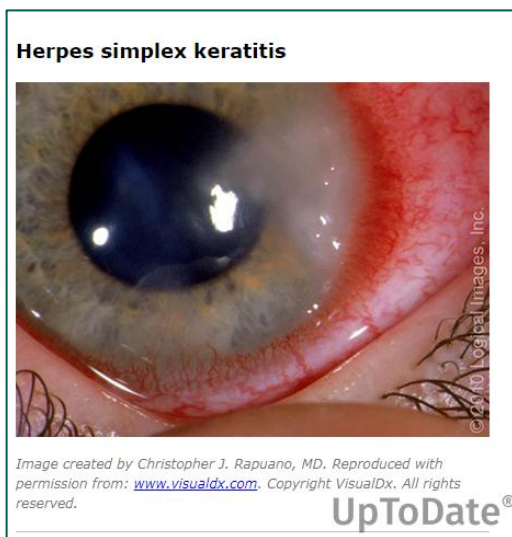 Herpes simplex keratitis
© 2010 Logical Images, Inc.
Image created by Christopher J. Rapuano, MD. Reproduced with
permission from: www.visualdx.com. Copyright VisualDx. All rights
reserved.
UpToDate®